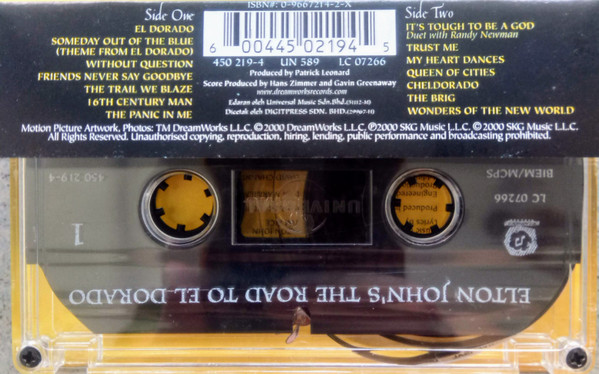 ISBN#: 0-9667214-2-X
Side One
EL DORADO
SOMEDAY OUT OF THE BLUE
(THEME FROM EL DORADO)
WITHOUT QUESTION
FRIENDS NEVER SAY GOODBYE
THE TRAIL WE BLAZE
16TH CENTURY MAN
THE PANIC IN ME
6 00445 02194 5
450 219-4 UN 589 LC 07266
Produced by Patrick Leonard
Score Produced by Hans Zimmer and Gavin Greenaway
www.dreamworksrecords.com
Edaran oleh Universal Music Sdn.Bhd.
Dicetak oleh DIGITPRESS SDN. BHD.
Side Two
IT'S TOUGH TO BE A GOD
Duet with Randy Newman
TRUST ME
MY HEART DANCES
QUEEN OF CITIES
CHELDORADO
THE BRIG
WONDERS OF THE NEW WORLD
Motion Picture Artwork, Photos: TM DreamWorks L.L.C. ©2000 DreamWorks L.L.C. ℗2000 SKG Music L.L.C. © 2000 SKG Music L.L.C.
All Rights Reserved. Unauthorised copying, reproduction, hiring, lending, public performance and broadcasting prohibited.
ELTON JOHN'S THE ROAD TO EL DORADO
LC 07266
BIEM/MCPS
1
450 219-4
UNIVERSAL
Music
Lyrics by
Produced
Engineered